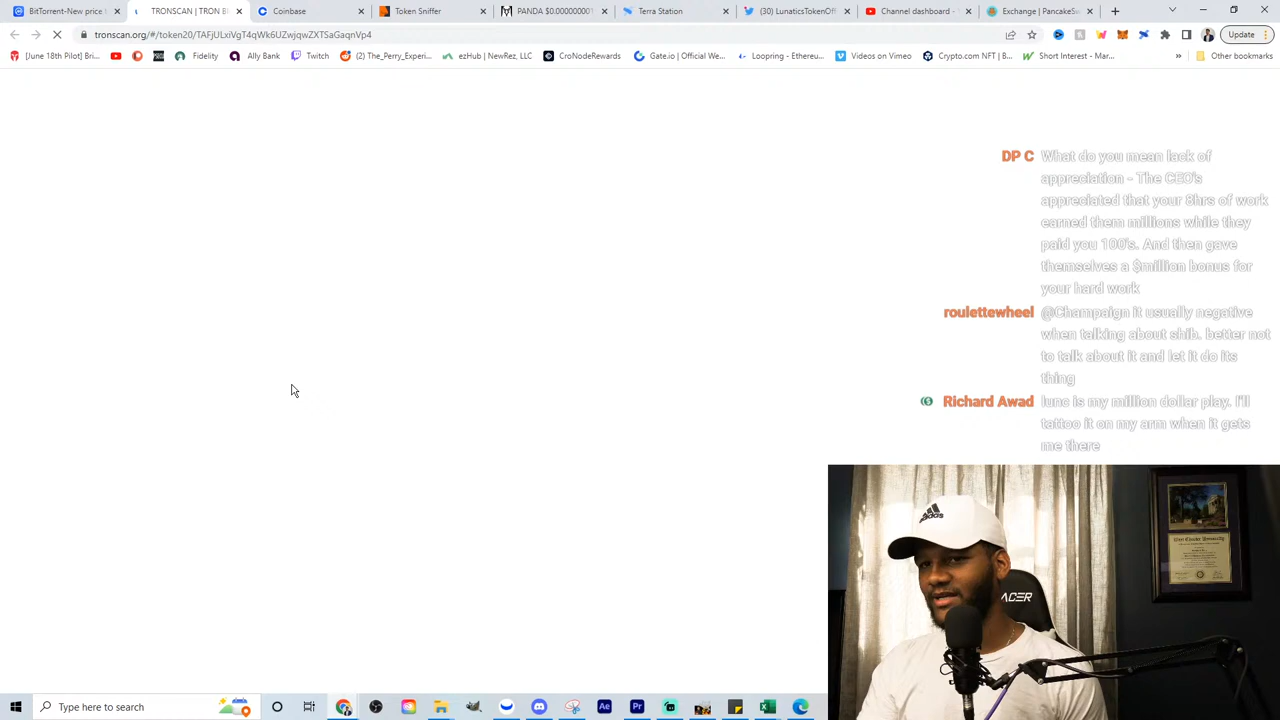 BitTorrent-New price t
TRONSCAN | TRON B
Coinbase
Token Sniffer
PANDA $0.00000001
Terra Station
(30) LunaticsTokenOff
Channel dashboard -
Exchange | PancakeSw
tronscan.org/#/token20/TAFjULxiVgT4qWk6UZwjqwZXTSaGaqnVp4
Update
[June 18th Pilot] Bri...
Fidelity
Ally Bank
Twitch
(2) The_Perry_Experi...
ezHub | NewRez, LLC
CroNodeRewards
Gate.io | Official We...
Loopring - Ethereu...
Videos on Vimeo
Crypto.com NFT | B...
Short Interest - Mar...
Other bookmarks
DP C What do you mean lack of
appreciation - The CEO's
appreciated that your 8hrs of work
earned them millions while they
paid you 100's. And then gave
themselves a $million bonus for
your hard work
roulettewheel @Champaign it usually negative
when talking about shib. better not
to talk about it and let it do its
thing
Richard Awad lunc is my million dollar play. I'll
tattoo it on my arm when it gets
me there
adidas
ACER
Type here to search